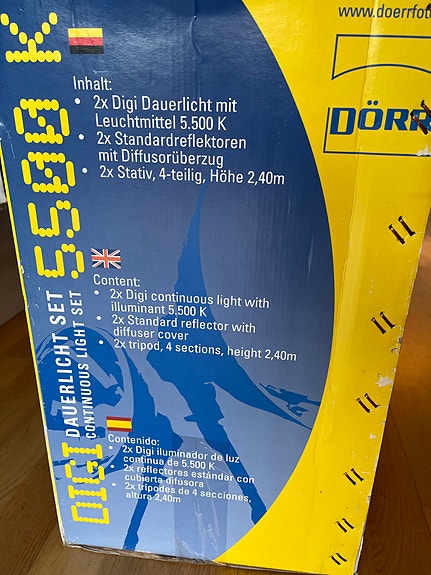 www.doerrfoto
DÖRR
DIGI 5500 K
DAUERLICHT SET
CONTINUOUS LIGHT SET
Inhalt:
• 2x Digi Dauerlicht mit
Leuchtmittel 5.500 K
• 2x Standardreflektoren
mit Diffusorüberzug
• 2x Stativ, 4-teilig, Höhe 2,40m
Content:
• 2x Digi continuous light with
illuminant 5,500 K
• 2x Standard reflector with
diffuser cover
• 2x tripod, 4 sections, height 2,40m
Contenido:
• 2x Digi iluminador de luz
continua de 5.500 K
• 2x reflectores estándar con
cubierta difusora
• 2x trípodes de 4 secciones,
altura 2,40m